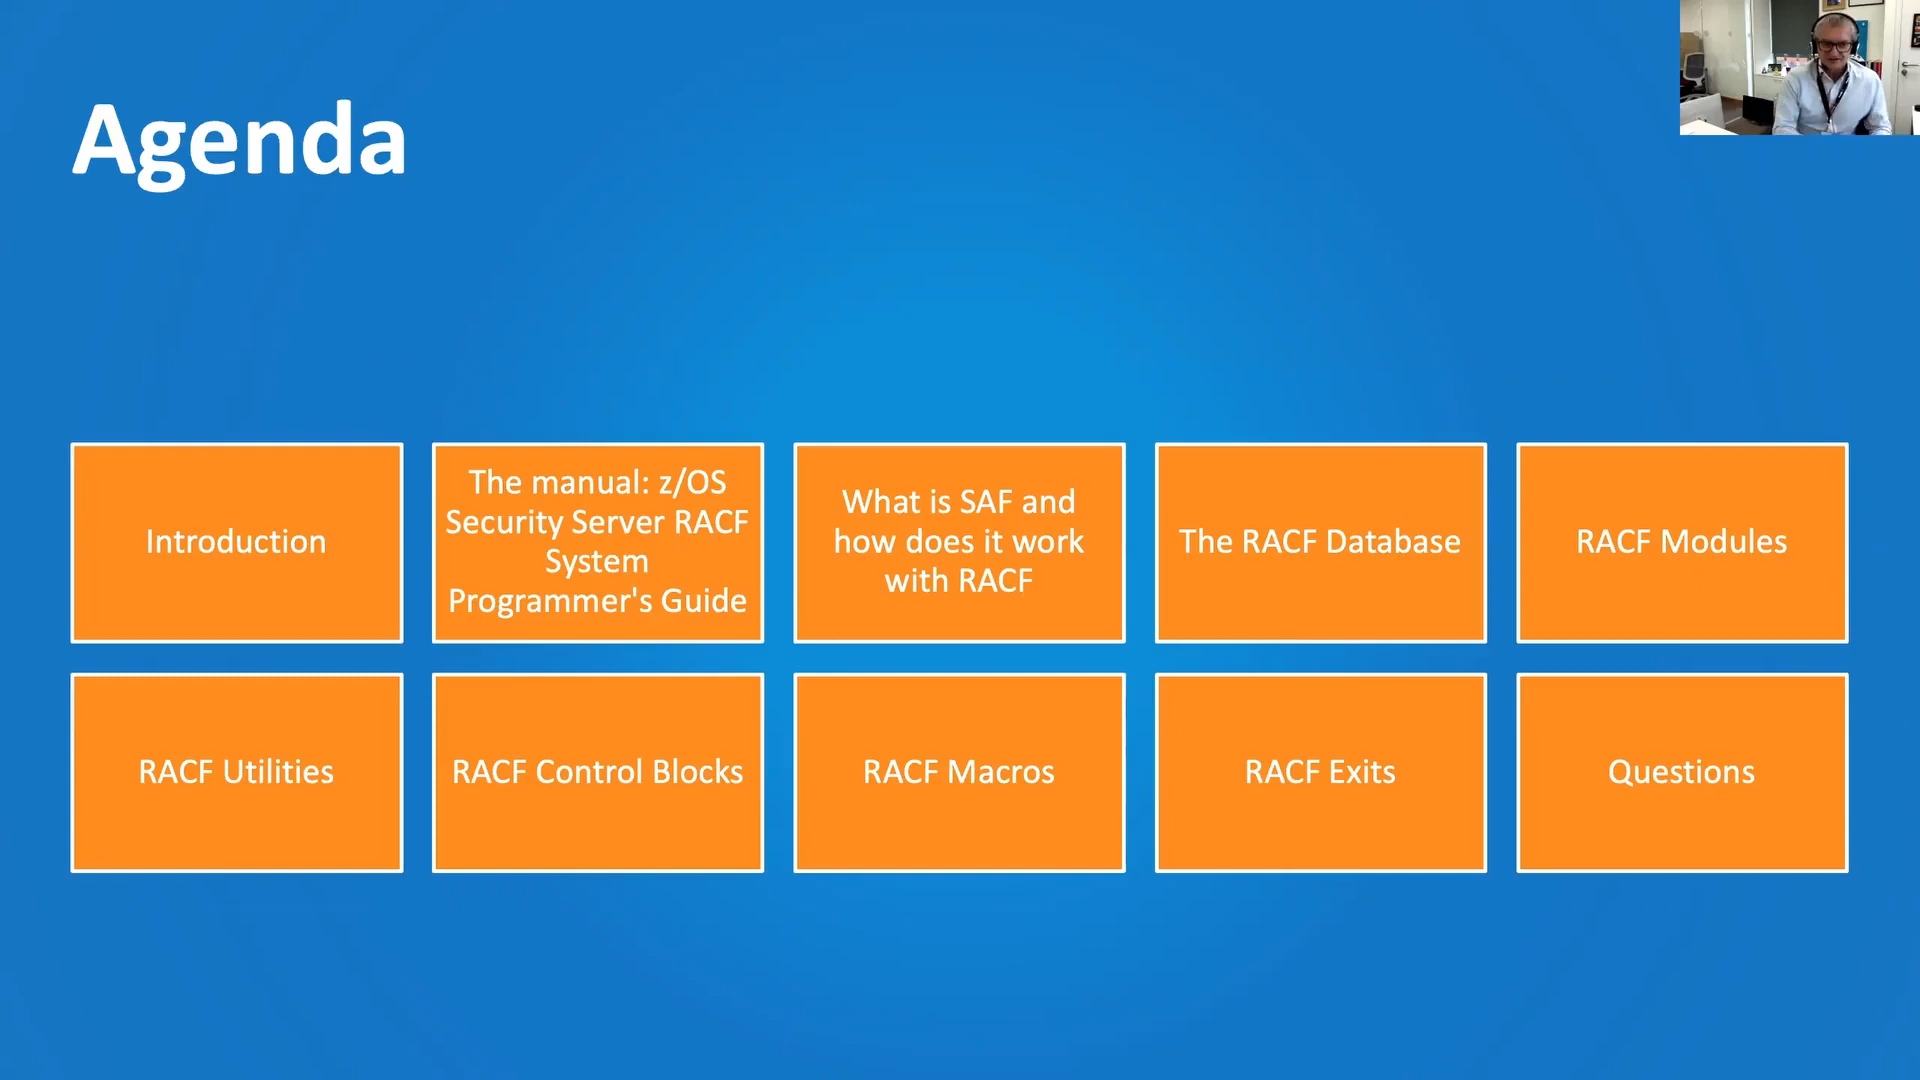 Agenda
Introduction
The manual: z/OS
Security Server RACF
System
Programmer's Guide
What is SAF and
how does it work
with RACF
The RACF Database
RACF Modules
RACF Utilities
RACF Control Blocks
RACF Macros
RACF Exits
Questions